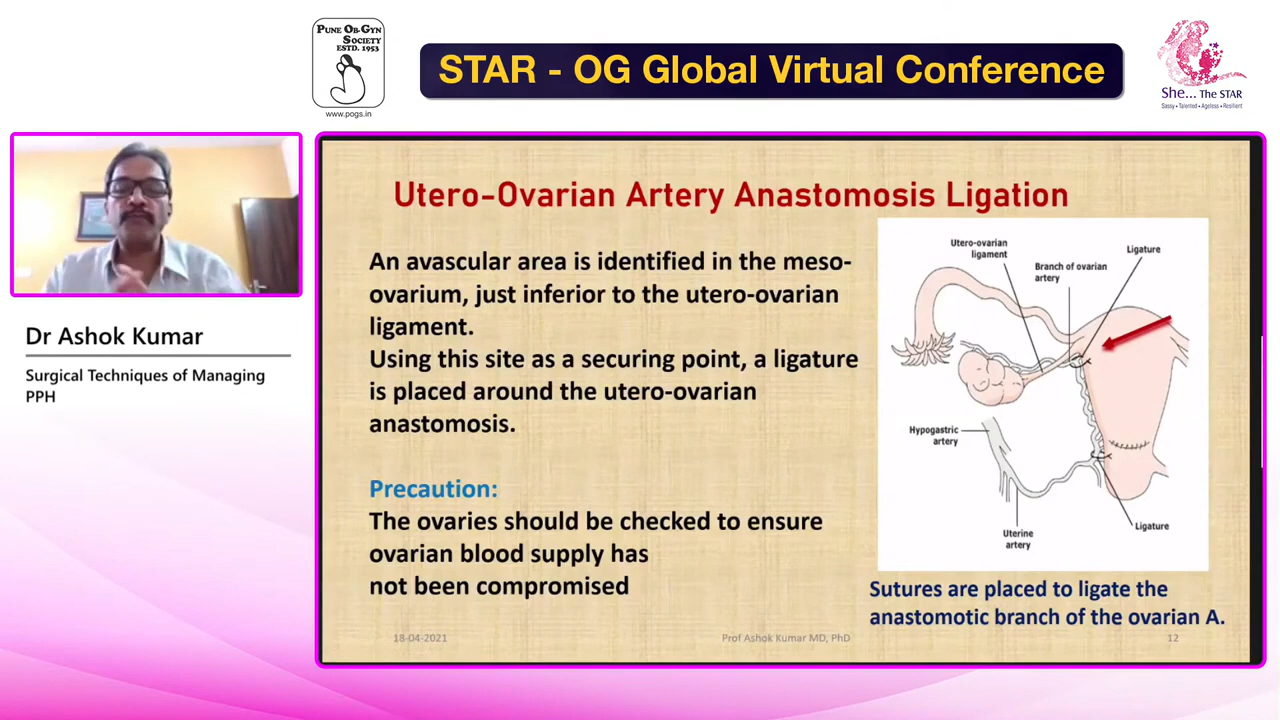 PUNE OB-GYN
SOCIETY
ESTD. 1953
www.pogs.in
STAR - OG Global Virtual Conference
She... THE STAR
Sassy • Talented • Ageless • Resilient
Dr Ashok Kumar
Surgical Techniques of Managing
PPH
Utero-Ovarian Artery Anastomosis Ligation
An avascular area is identified in the meso-
ovarium, just inferior to the utero-ovarian
ligament.
Using this site as a securing point, a ligature
is placed around the utero-ovarian
anastomosis.
Precaution:
The ovaries should be checked to ensure
ovarian blood supply has
not been compromised
Utero-ovarian
ligament
Branch of ovarian
artery
Ligature
Hypogastric
artery
Uterine
artery
Ligature
Sutures are placed to ligate the
anastomotic branch of the ovarian A.
18-04-2021
Prof Ashok Kumar MD, PhD
12